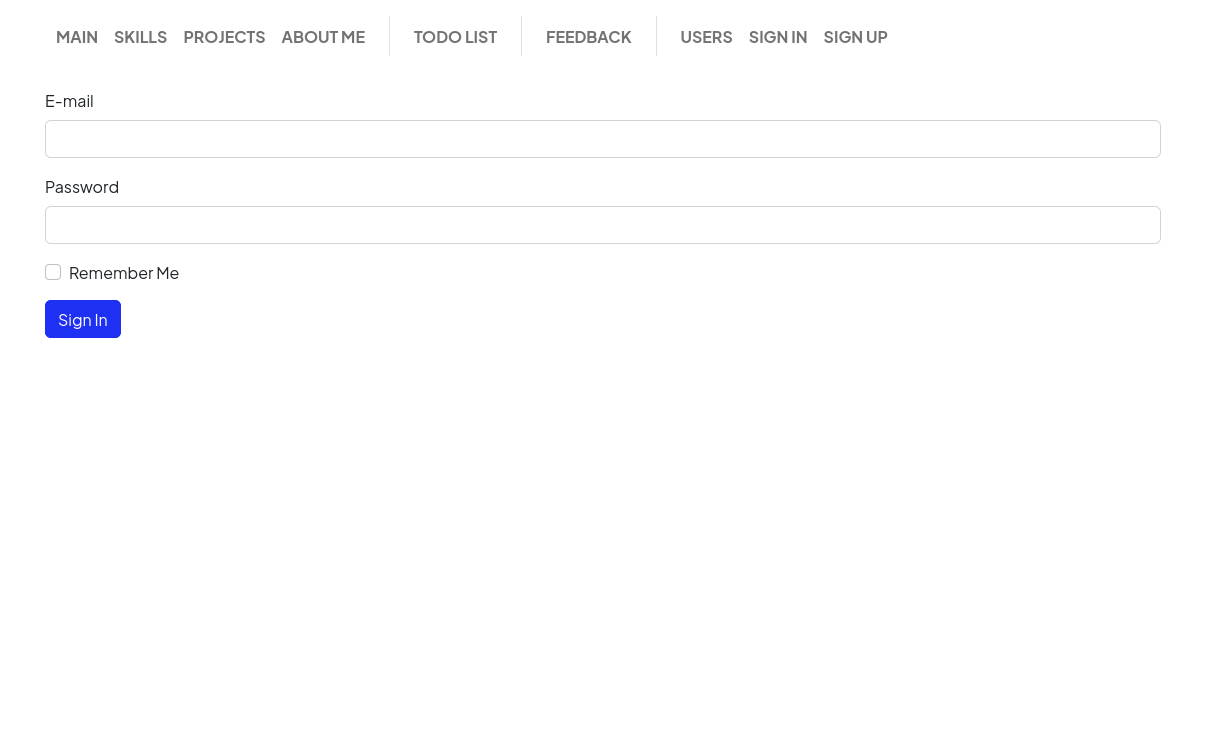 MAIN SKILLS PROJECTS ABOUT ME TODO LIST FEEDBACK USERS SIGN IN SIGN UP
E-mail
Password
Remember Me
Sign In